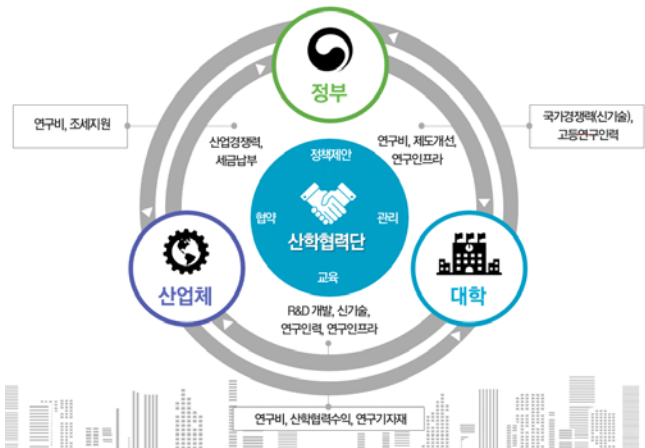 정부
연구비, 조세지원
국가경쟁력(신기술),
고등연구인력
산업경쟁력,
세금납부
연구비, 제도개선,
연구인프라
정책제안
협약
관리
산학협력단
교육
산업체
대학
R&D 개발, 신기술,
연구인력, 연구인프라
연구비, 산학협력수익, 연구기자재